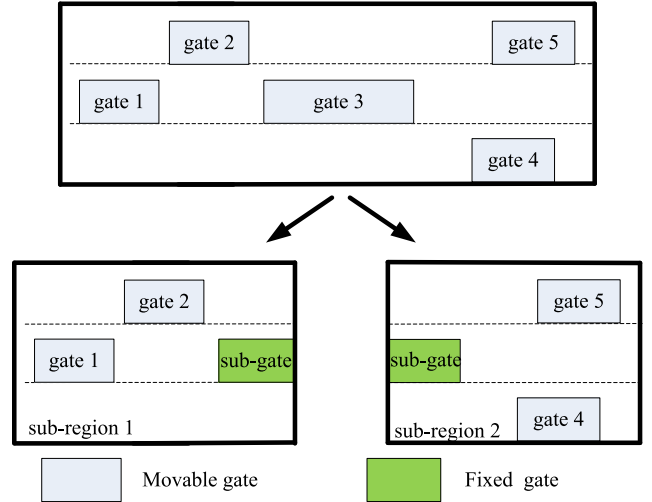 gate 2
gate 5
gate 1
gate 3
gate 4
gate 2
gate 1
sub-gate
sub-region 1
gate 5
sub-gate
gate 4
sub-region 2
Movable gate
Fixed gate